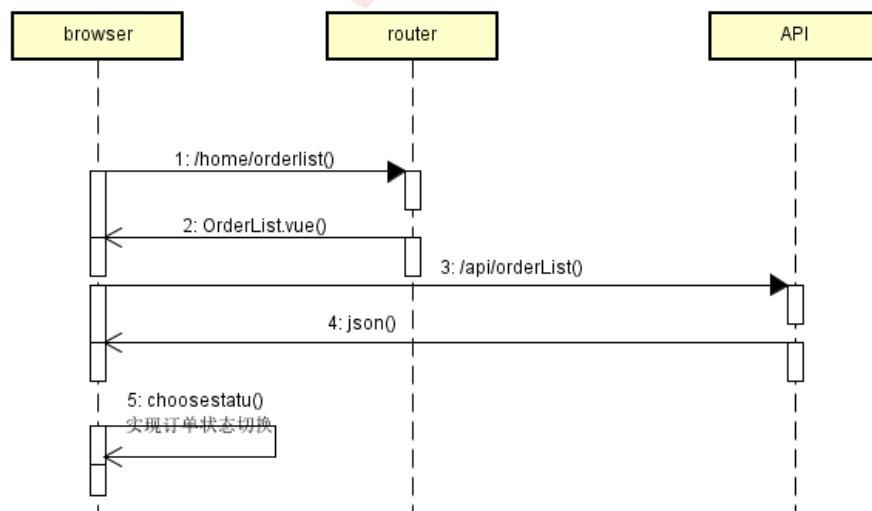 browser
router
API
1: /home/orderlist()
2: OrderList.vue()
3: /api/orderList()
4: json()
5: choosestatu()
实现订单状态切换